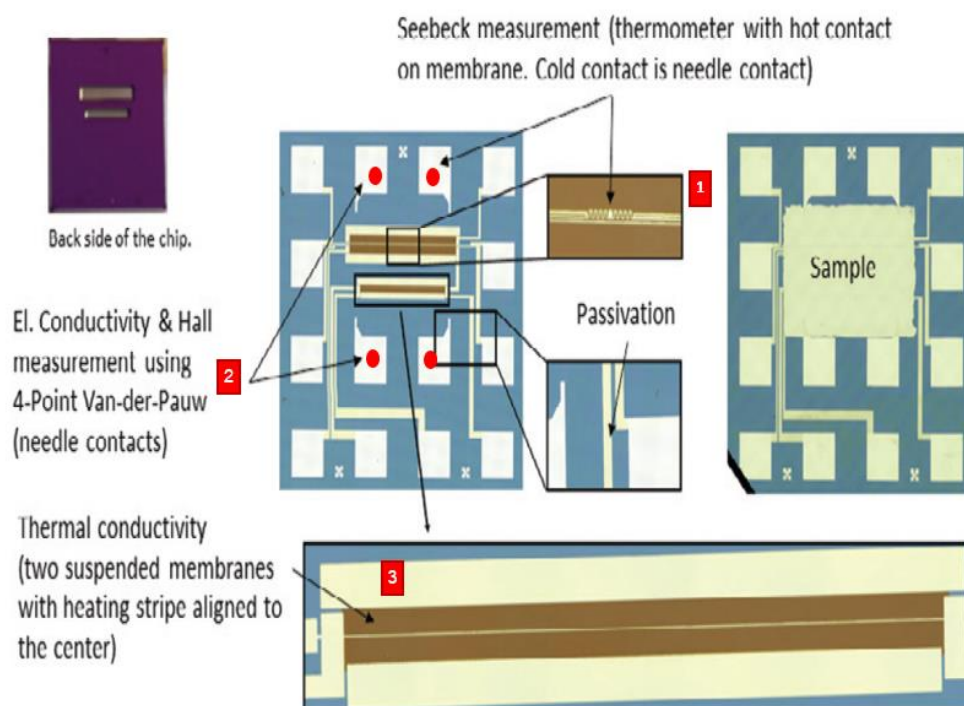 Seebeck measurement (thermometer with hot contact
on membrane. Cold contact is needle contact)
1
Back side of the chip.
Sample
Passivation
El. Conductivity & Hall
measurement using
4-Point Van-der-Pauw
(needle contacts)
2
Thermal conductivity
(two suspended membranes
with heating stripe aligned to
the center)
3